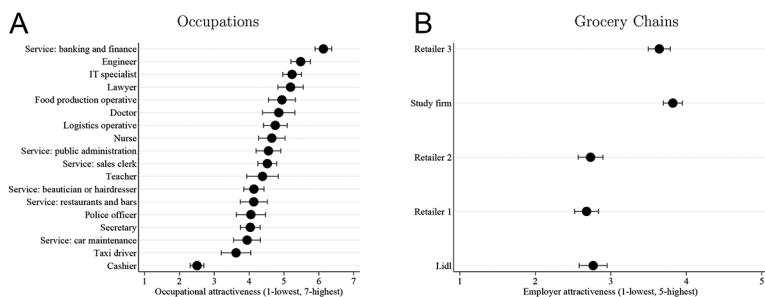 A
Occupations
Service: banking and finance
Engineer
IT specialist
Lawyer
Food production operative
Doctor
Logistics operative
Nurse
Service: public administration
Service: sales clerk
Teacher
Service: beautician or hairdresser
Service: restaurants and bars
Police officer
Secretary
Service: car maintenance
Taxi driver
Cashier
1 2 3 4 5 6 7
Occupational attractiveness (1-lowest, 7-highest)
B
Grocery Chains
Retailer 3
Study firm
Retailer 2
Retailer 1
Lidl
1 2 3 4 5
Employer attractiveness (1-lowest, 5-highest)